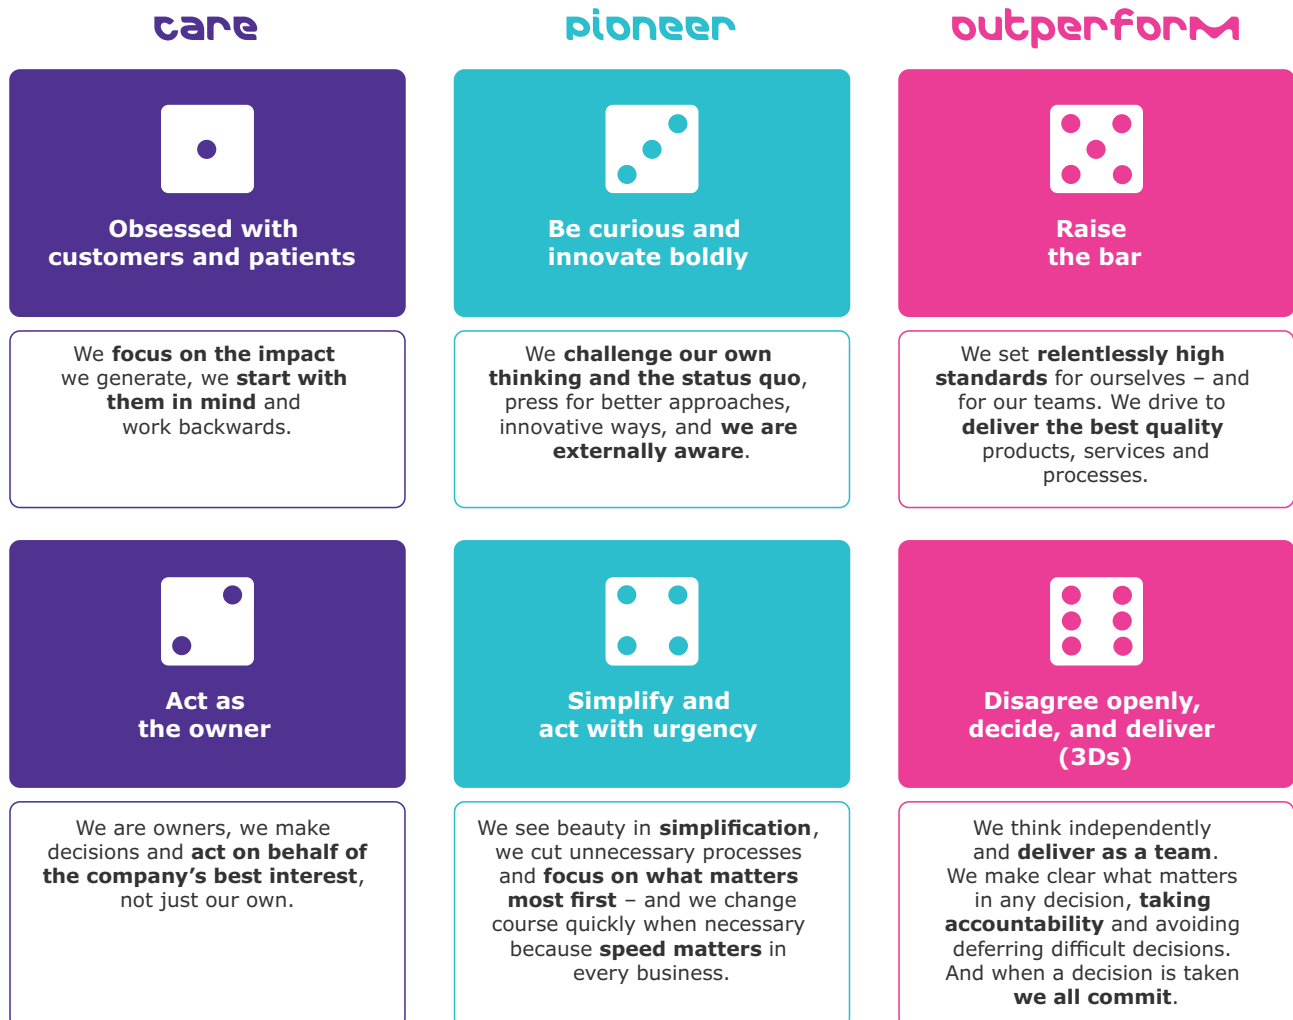 care
pioneer
outperform
Obsessed with
customers and patients
Be curious and
innovate boldly
Raise
the bar
We focus on the impact
we generate, we start with
them in mind and
work backwards.
We challenge our own
thinking and the status quo,
press for better approaches,
innovative ways, and we are
externally aware.
We set relentlessly high
standards for ourselves – and
for our teams. We drive to
deliver the best quality
products, services and
processes.
Act as
the owner
Simplify and
act with urgency
Disagree openly,
decide, and deliver
(3Ds)
We are owners, we make
decisions and act on behalf of
the company’s best interest,
not just our own.
We see beauty in simplification,
we cut unnecessary processes
and focus on what matters
most first – and we change
course quickly when necessary
because speed matters in
every business.
We think independently
and deliver as a team.
We make clear what matters
in any decision, taking
accountability and avoiding
deferring difficult decisions.
And when a decision is taken
we all commit.